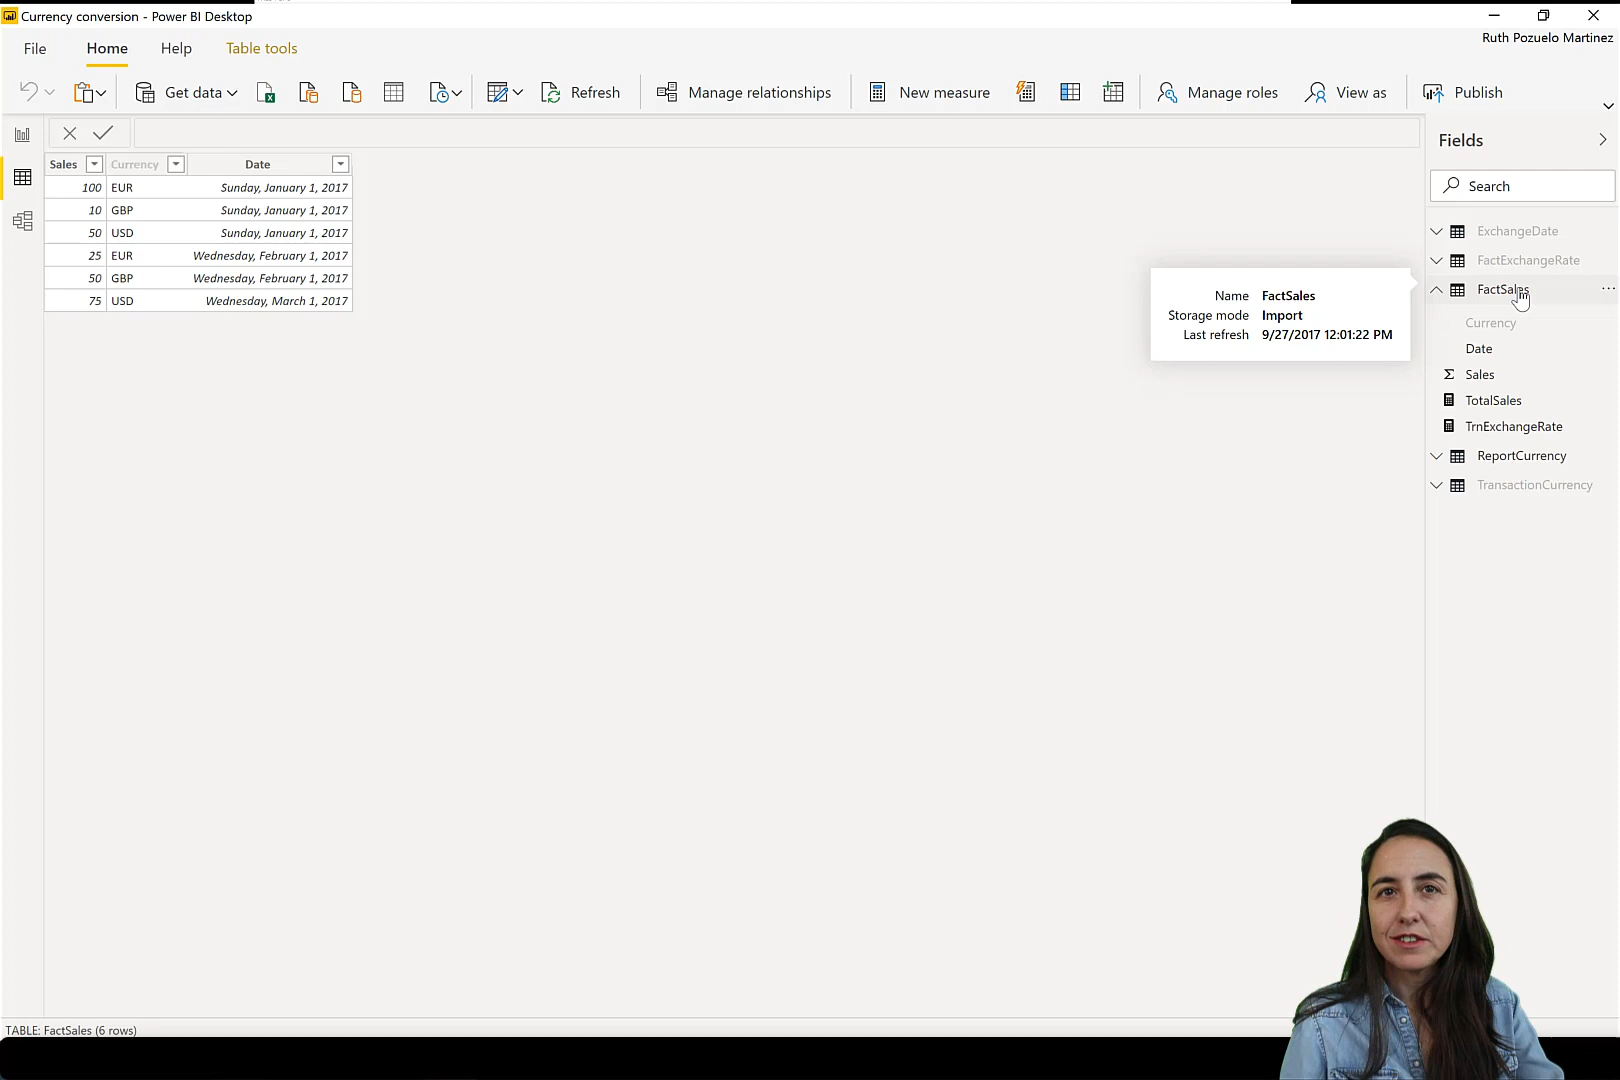 Currency conversion - Power BI Desktop
Ruth Pozuelo Martinez
File Home Help Table tools
Get data Refresh Manage relationships New measure Manage roles View as Publish
Sales Currency Date
100 EUR Sunday, January 1, 2017
10 GBP Sunday, January 1, 2017
50 USD Sunday, January 1, 2017
25 EUR Wednesday, February 1, 2017
50 GBP Wednesday, February 1, 2017
75 USD Wednesday, March 1, 2017
Name FactSales
Storage mode Import
Last refresh 9/27/2017 12:01:22 PM
Fields
Search
ExchangeDate
FactExchangeRate
FactSales
Currency
Date
Sales
TotalSales
TrnExchangeRate
ReportCurrency
TransactionCurrency
TABLE: FactSales (6 rows)